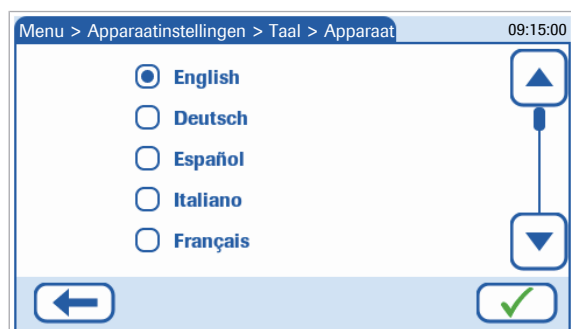 Menu > Apparaatinstellingen > Taal > Apparaat 09:15:00
English
Deutsch
Español
Italiano
Français